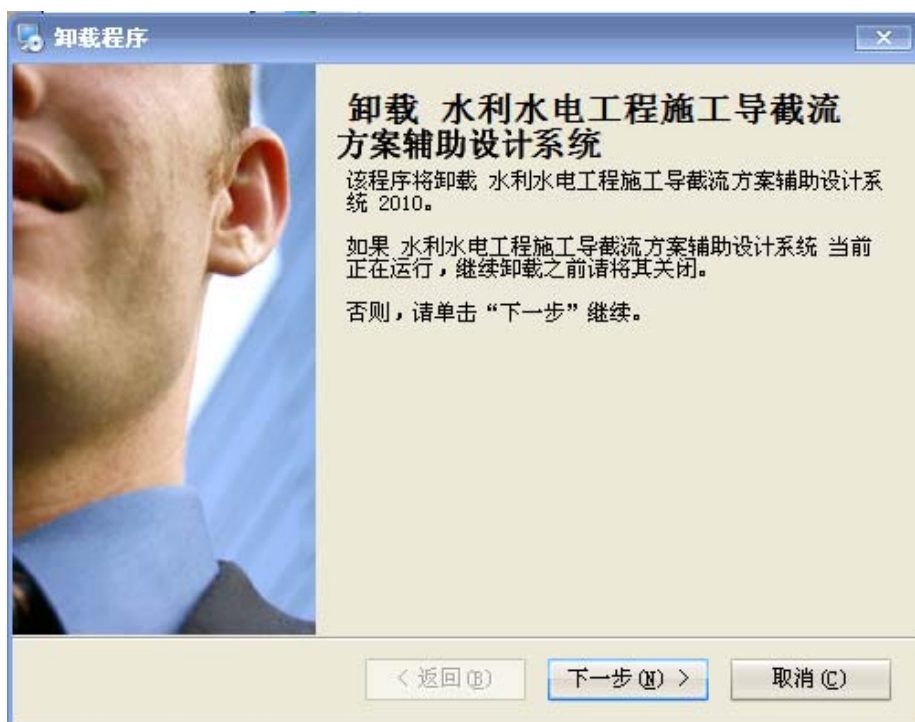 卸载程序
卸载 水利水电工程施工导截流
方案辅助设计系统
该程序将卸载 水利水电工程施工导截流方案辅助设计系
统 2010。
如果 水利水电工程施工导截流方案辅助设计系统 当前
正在运行，继续卸载之前请将其关闭。
否则，请单击“下一步”继续。
< 返回(B) 下一步(N) > 取消(C)